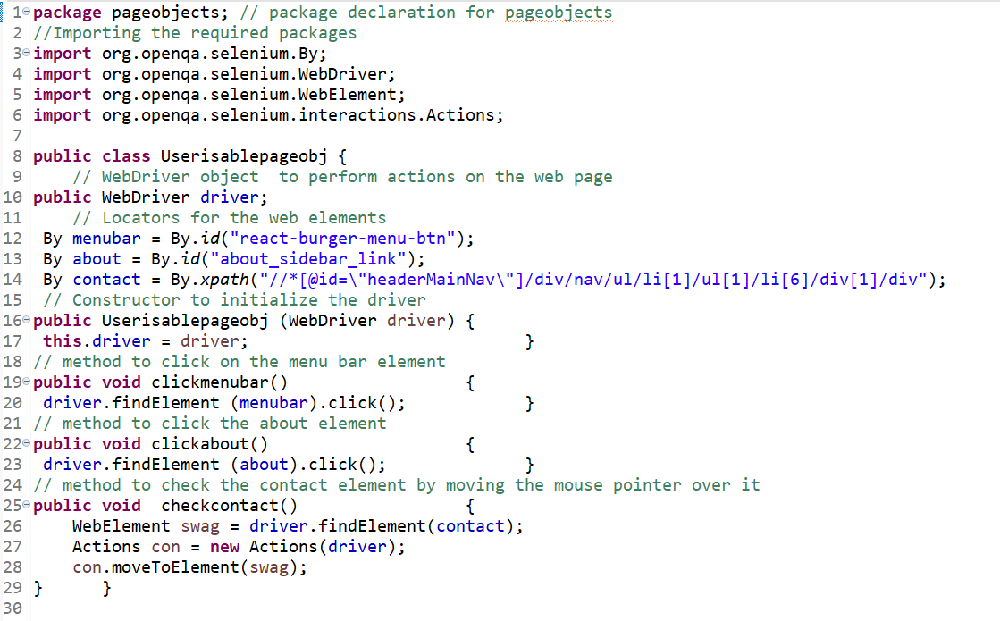 1 package pageobjects; // package declaration for pageobjects
2 //Importing the required packages
3 import org.openqa.selenium.By;
4 import org.openqa.selenium.WebDriver;
5 import org.openqa.selenium.WebElement;
6 import org.openqa.selenium.interactions.Actions;
7
8 public class Userisablepageobj {
9     // WebDriver object  to perform actions on the web page
10 public WebDriver driver;
11     // Locators for the web elements
12  By menubar = By.id("react-burger-menu-btn");
13  By about = By.id("about_sidebar_link");
14  By contact = By.xpath("//*[@id=\"headerMainNav\"]/div/nav/ul/li[1]/ul[1]/li[6]/div[1]/div");
15  // Constructor to initialize the driver
16 public Userisablepageobj (WebDriver driver) {
17  this.driver = driver;                            }
18 // method to click on the menu bar element
19 public void clickmenubar()                  {
20  driver.findElement (menubar).click();            }
21 // method to click the about element
22 public void clickabout()                    {
23  driver.findElement (about).click();              }
24 // method to check the contact element by moving the mouse pointer over it
25 public void  checkcontact()                 {
26     WebElement swag = driver.findElement(contact);
27     Actions con = new Actions(driver);
28     con.moveToElement(swag);
29 }      }
30